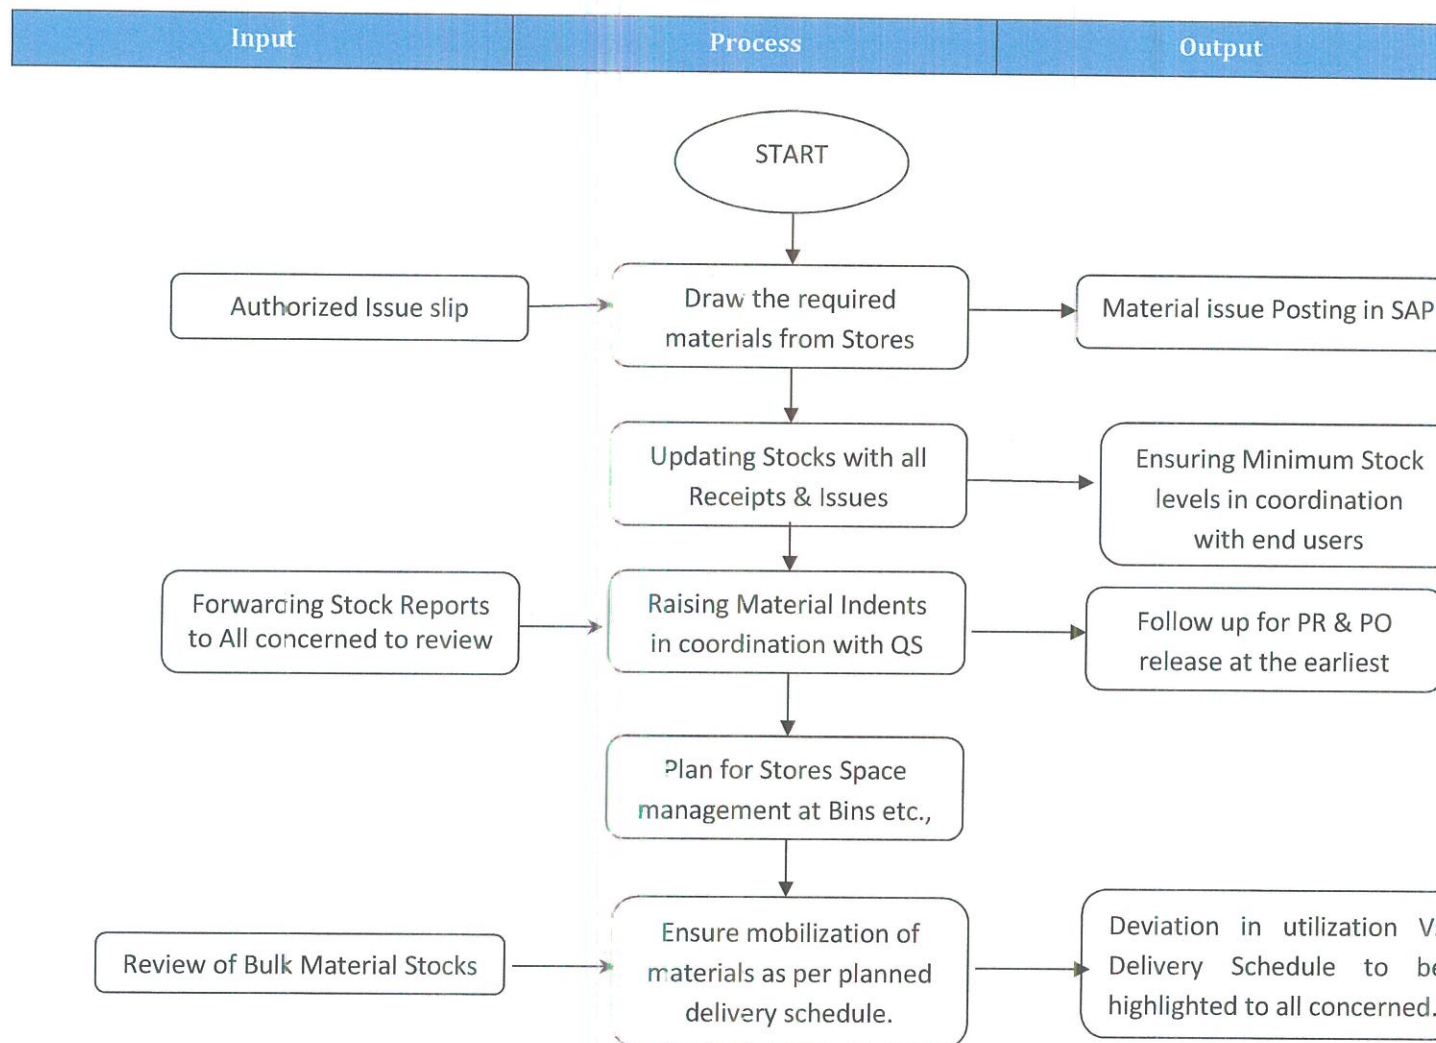 Input
Process
Output
START
Authorized Issue slip
Draw the required
materials from Stores
Material issue Posting in SAP
Updating Stocks with all
Receipts & Issues
Ensuring Minimum Stock
levels in coordination
with end users
Forwarding Stock Reports
to All concerned to review
Raising Material Indents
in coordination with QS
Follow up for PR & PO
release at the earliest
Plan for Stores Space
management at Bins etc.,
Review of Bulk Material Stocks
Ensure mobilization of
materials as per planned
delivery schedule.
Deviation in utilization
Delivery Schedule to be
highlighted to all concerned.